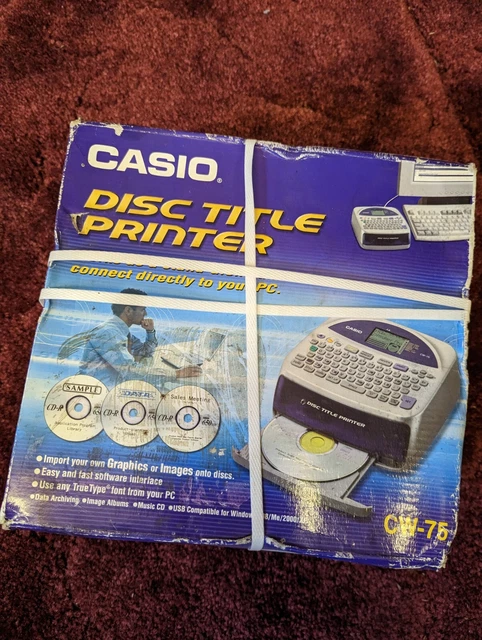 CASIO®
DISC TITLE
PRINTER
connect directly to your PC.
CASIO
DISC TITLE PRINTER
SAMPLE
CD-R
CD-R
Sales Meeting
CD-R
• Import your own Graphics or Images onto discs.
• Easy and fast software interface
• Use any TrueType® font from your PC
• Data Archiving • Image Albums • Music CD • USB Compatible for Windows
/Me/2000/
CW-75